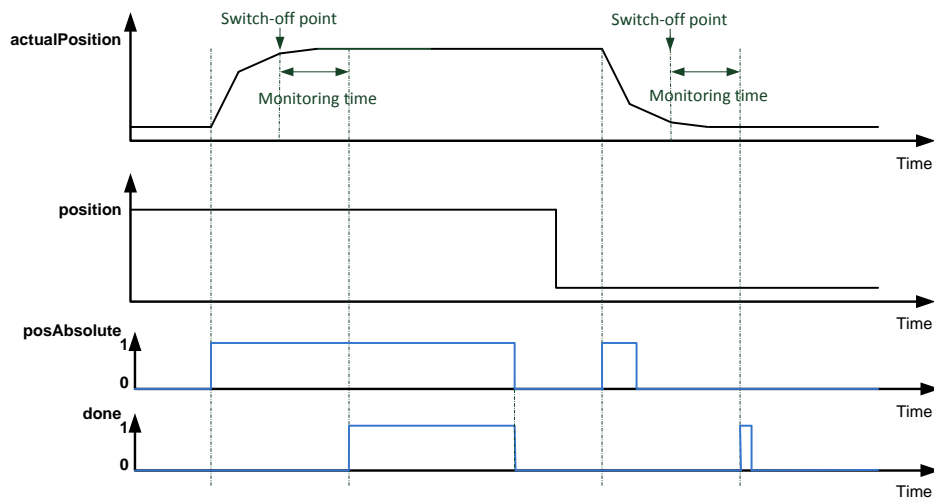 Switch-off point
Switch-off point
actualPosition
Monitoring time
Monitoring time
Time
position
Time
posAbsolute
1
0
Time
done
1
0
Time